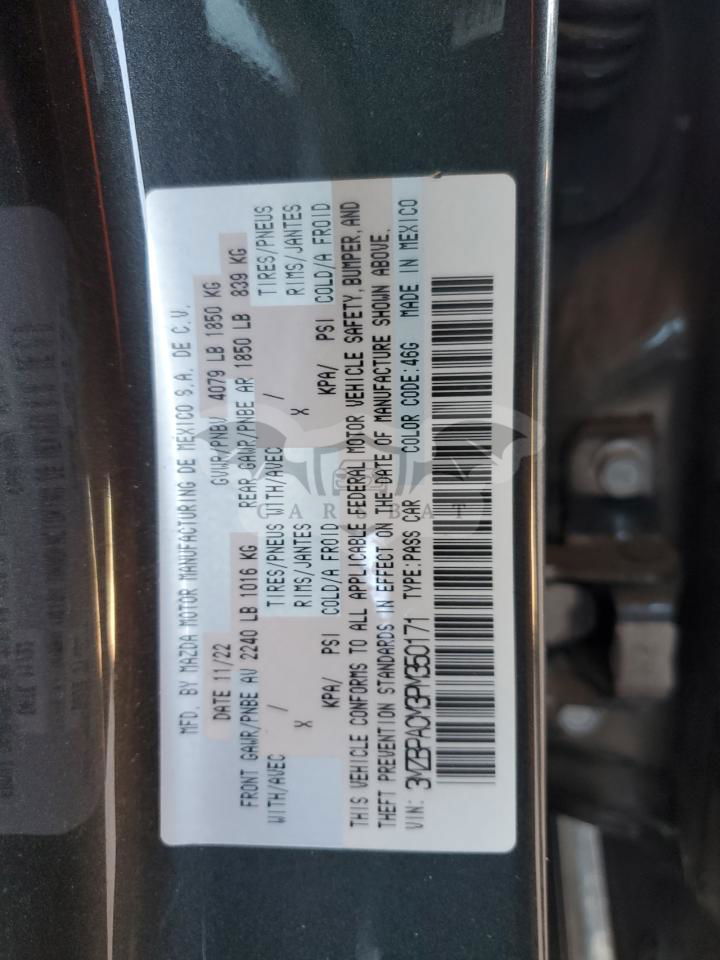 MFD. BY MAZDA MOTOR MANUFACTURING DE MEXICO S.A. DE C.V.
DATE 11/22 GVWR/PNBV 4079 LB 1850 KG
FRONT GAWR/PNBE AV 2240 LB 1016 KG REAR GAWR/PNBE AR 1850 LB 839 KG
WITH/AVEC / TIRES/PNEUS WITH/AVEC / TIRES/PNEUS
X RIMS/JANTES X RIMS/JANTES
KPA/ PSI COLD/A FROID KPA/ PSI COLD/A FROID
THIS VEHICLE CONFORMS TO ALL APPLICABLE FEDERAL MOTOR VEHICLE SAFETY, BUMPER, AND
THEFT PREVENTION STANDARDS IN EFFECT ON THE DATE OF MANUFACTURE SHOWN ABOVE.
VIN: 3MZBPACM3PM350171 TYPE:PASS CAR COLOR CODE:46G MADE IN MEXICO
CARSBAT